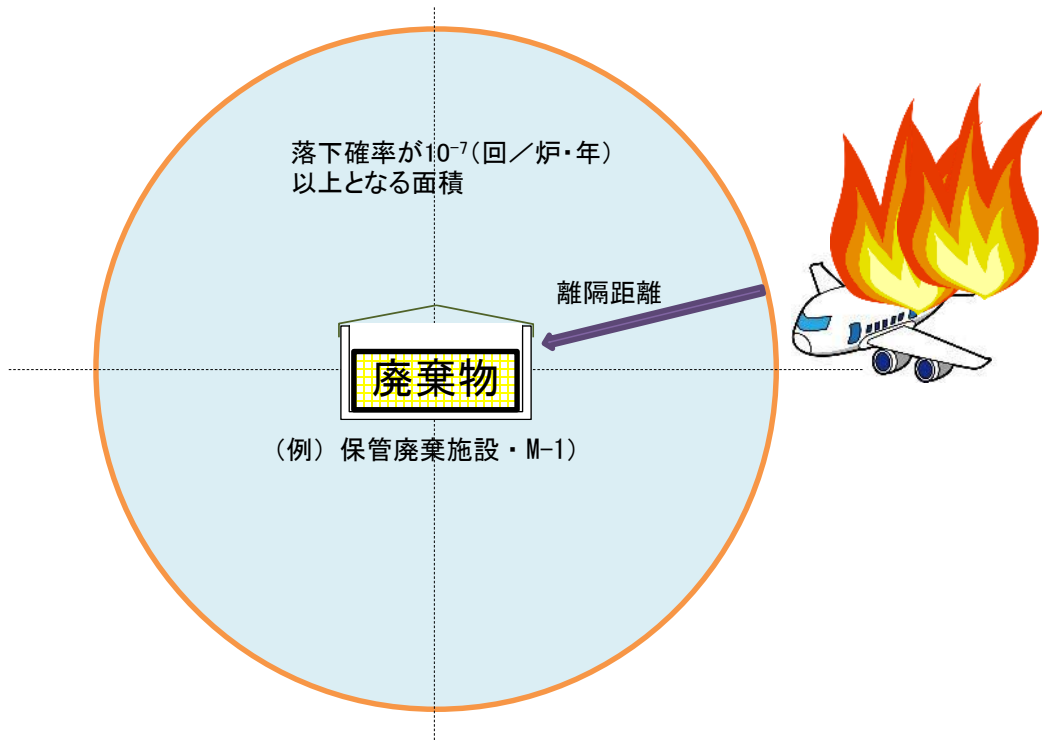 落下確率が10⁻⁷(回／炉・年)
以上となる面積
離隔距離
廃棄物
（例） 保管廃棄施設・M-1）